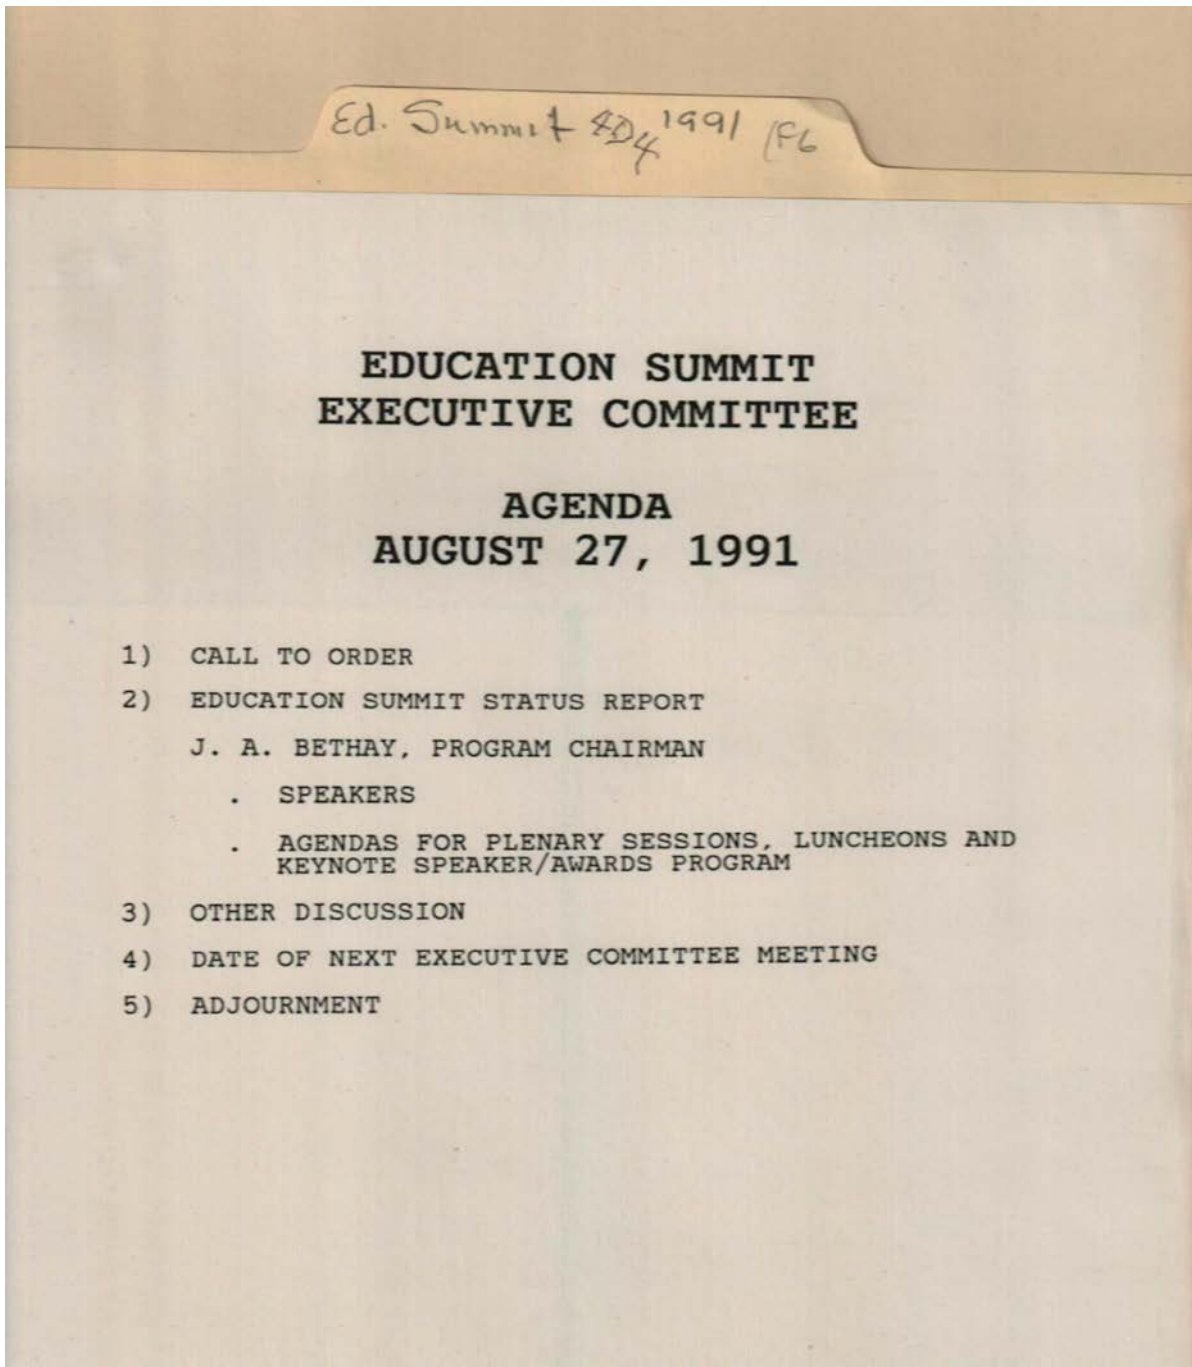 Ed. Summit 1991
EDUCATION SUMMIT
EXECUTIVE COMMITTEE
AGENDA
AUGUST 27, 1991
1) CALL TO ORDER
2) EDUCATION SUMMIT STATUS REPORT
J. A. BETHAY, PROGRAM CHAIRMAN
. SPEAKERS
. AGENDAS FOR PLENARY SESSIONS, LUNCHEONS AND
KEYNOTE SPEAKER/AWARDS PROGRAM
3) OTHER DISCUSSION
4) DATE OF NEXT EXECUTIVE COMMITTEE MEETING
5) ADJOURNMENT